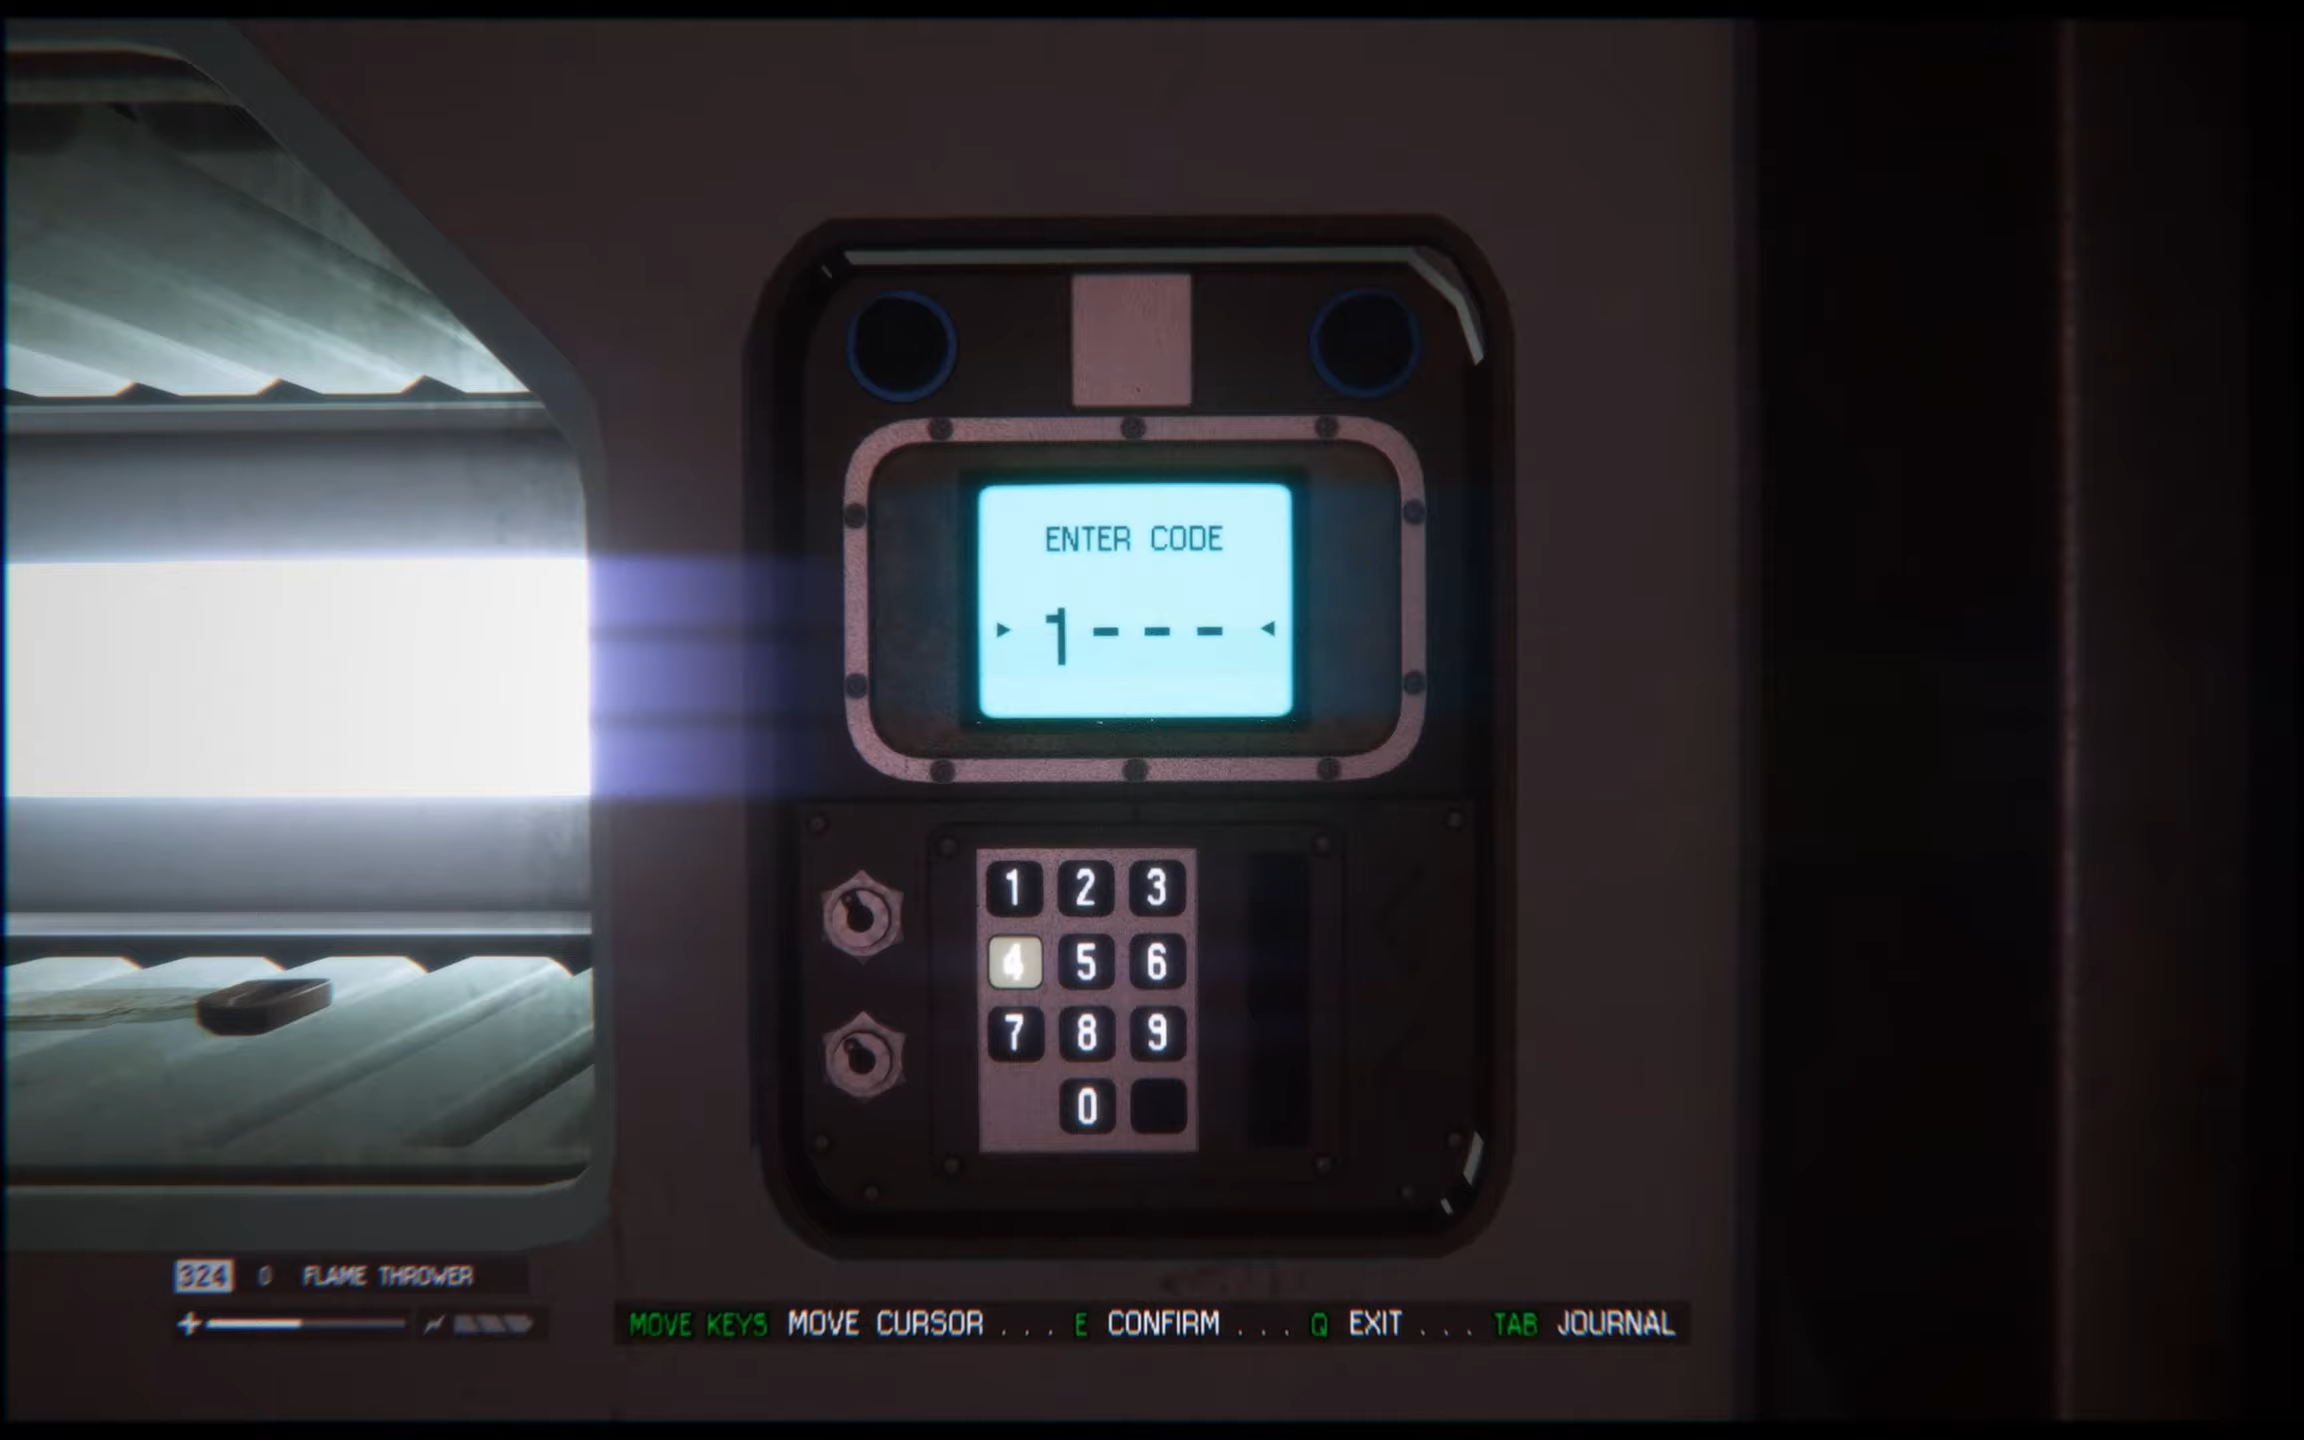 ENTER CODE
1---
1 2 3
4 5 6
7 8 9
0
324 0 FLAME THROWER
MOVE KEYS MOVE CURSOR ... E CONFIRM ... Q EXIT ... TAB JOURNAL